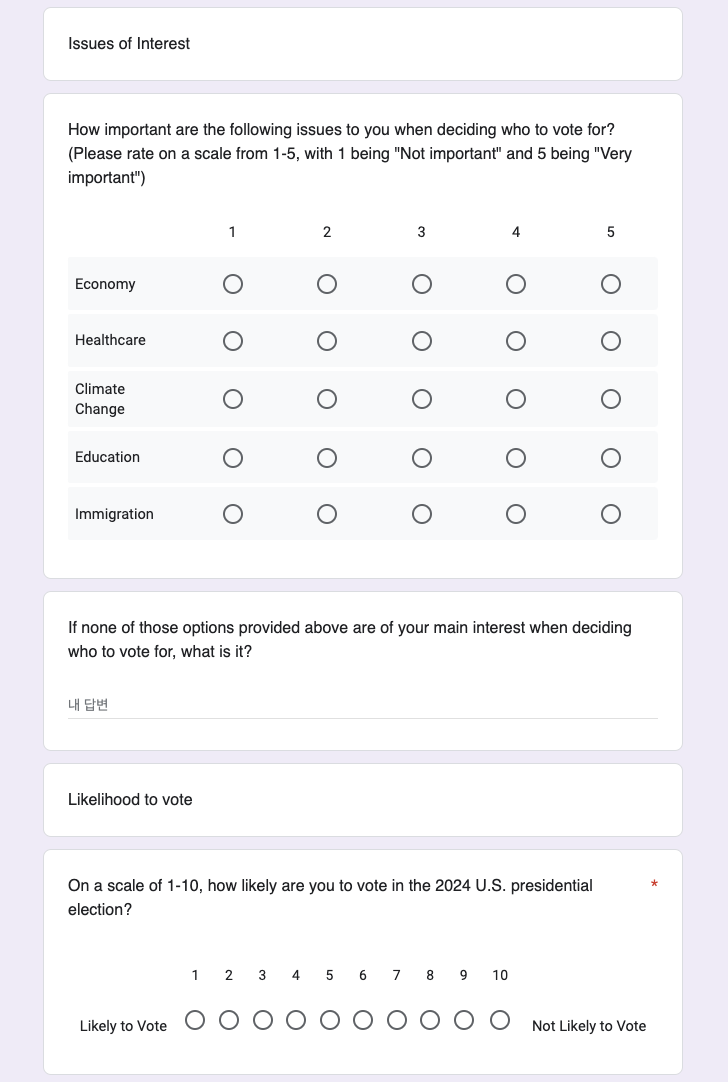 Issues of Interest
How important are the following issues to you when deciding who to vote for?
(Please rate on a scale from 1-5, with 1 being "Not important" and 5 being "Very
important")
1 2 3 4 5
Economy
Healthcare
Climate
Change
Education
Immigration
If none of those options provided above are of your main interest when deciding
who to vote for, what is it?
내 답변
Likelihood to vote
On a scale of 1-10, how likely are you to vote in the 2024 U.S. presidential *
election?
1 2 3 4 5 6 7 8 9 10
Likely to Vote Not Likely to Vote